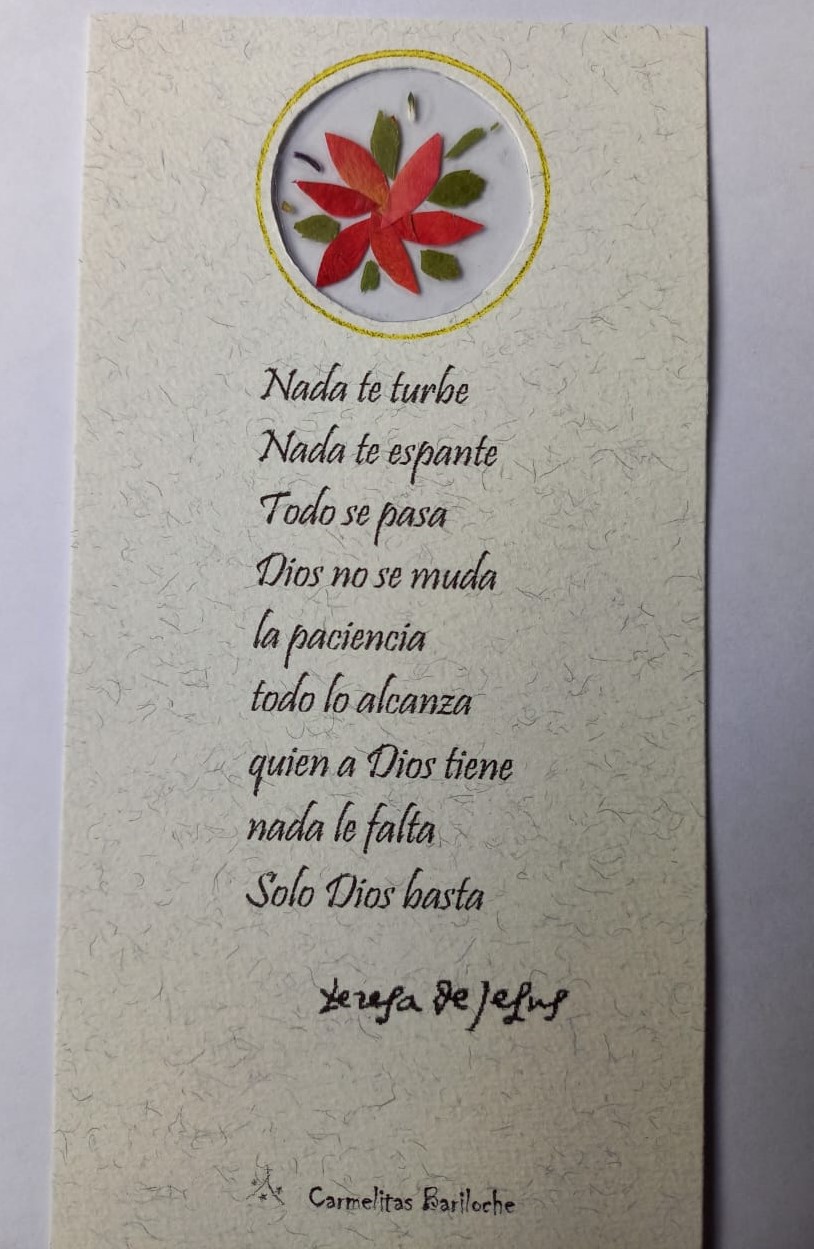 Nada te turbe
Nada te espante
Todo se pasa
Dios no se muda
la paciencia
todo lo alcanza
quien a Dios tiene
nada le falta
Solo Dios basta
teresa de jesus
Carmelitas Bariloche